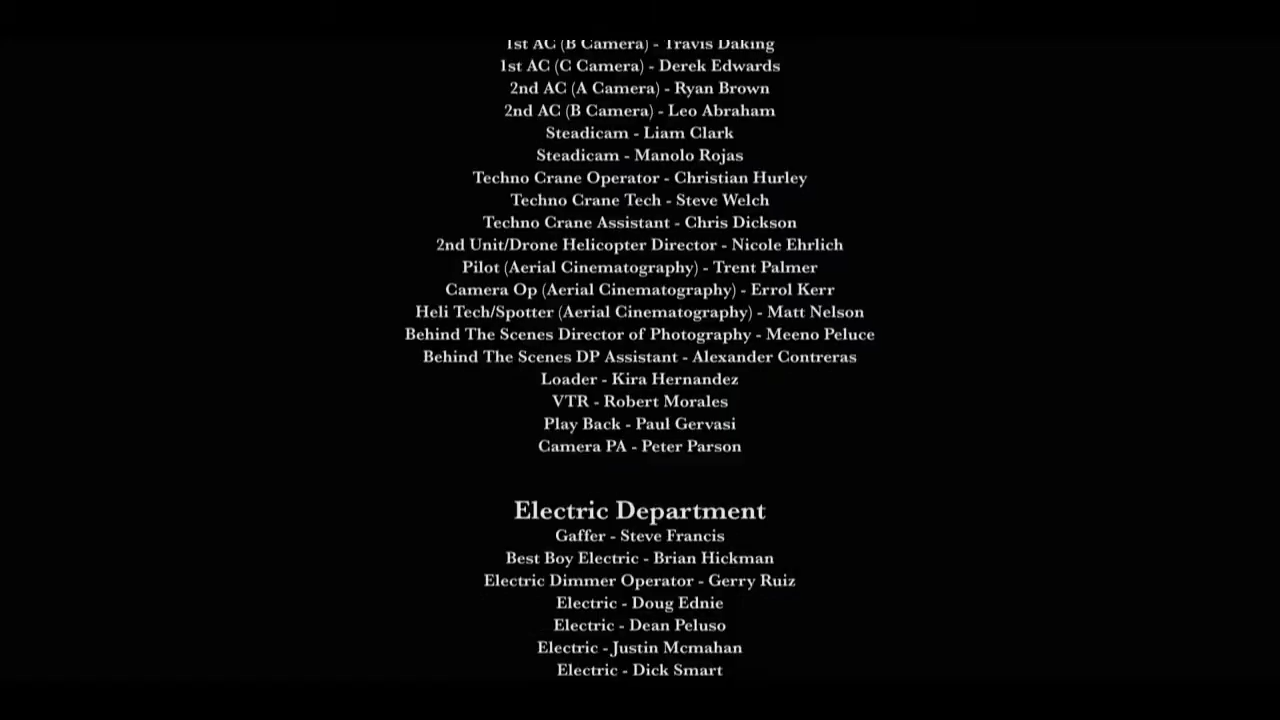 1st AC (B Camera) - Travis Daking
1st AC (C Camera) - Derek Edwards
2nd AC (A Camera) - Ryan Brown
2nd AC (B Camera) - Leo Abraham
Steadicam - Liam Clark
Steadicam - Manolo Rojas
Techno Crane Operator - Christian Hurley
Techno Crane Tech - Steve Welch
Techno Crane Assistant - Chris Dickson
2nd Unit/Drone Helicopter Director - Nicole Ehrlich
Pilot (Aerial Cinematography) - Trent Palmer
Camera Op (Aerial Cinematography) - Errol Kerr
Heli Tech/Spotter (Aerial Cinematography) - Matt Nelson
Behind The Scenes Director of Photography - Meeno Peluce
Behind The Scenes DP Assistant - Alexander Contreras
Loader - Kira Hernandez
VTR - Robert Morales
Play Back - Paul Gervasi
Camera PA - Peter Parson
Electric Department
Gaffer - Steve Francis
Best Boy Electric - Brian Hickman
Electric Dimmer Operator - Gerry Ruiz
Electric - Doug Ednie
Electric - Dean Peluso
Electric - Justin Mcmahan
Electric - Dick Smart